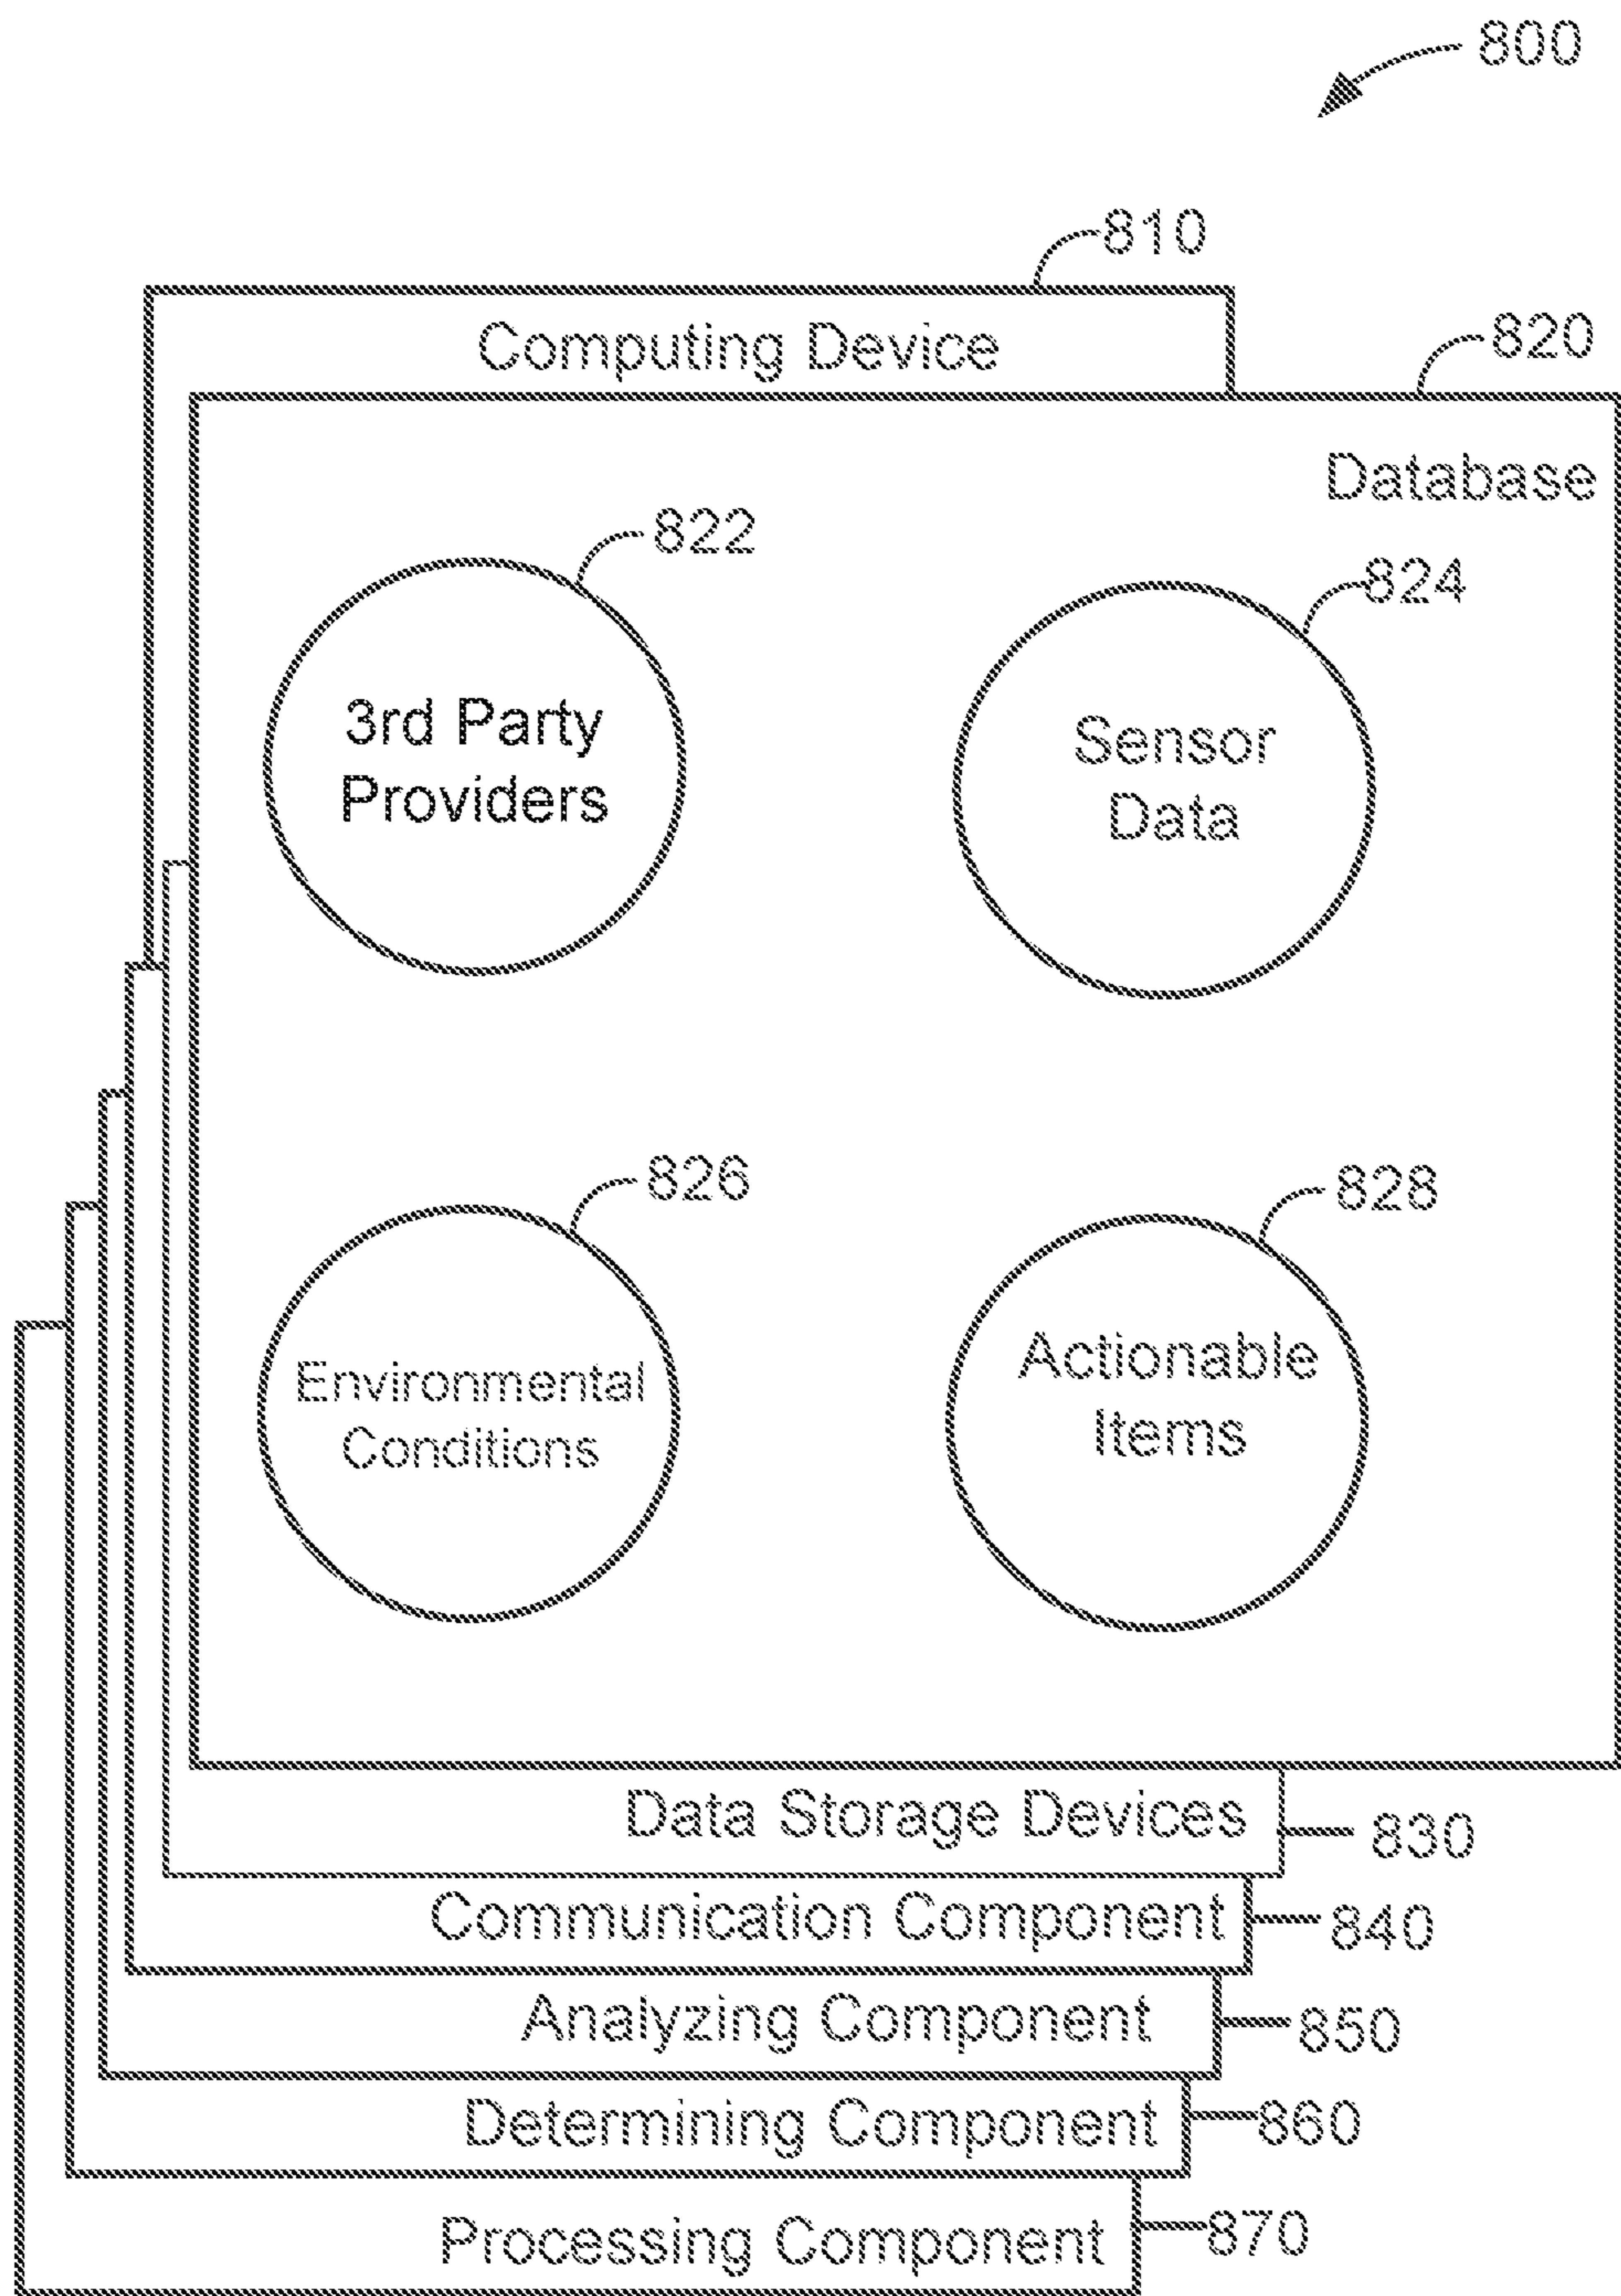 800
810
Computing Device
820
Database
822
824
3rd Party
Providers
Sensor
Data
826
828
Environmental
Conditions
Actionable
Items
Data Storage Devices
830
Communication Component
840
Analyzing Component
850
Determining Component
860
Processing Component
870